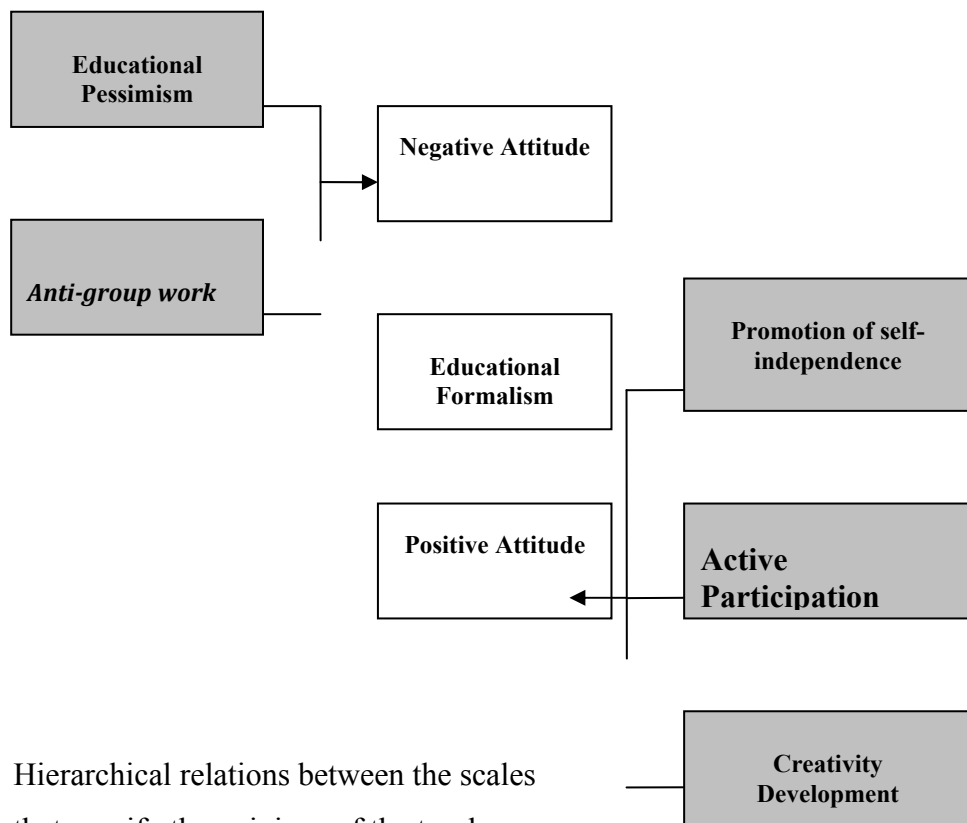 Educational
Pessimism
Negative Attitude
Anti-group work
Promotion of self-
independence
Educational
Formalism
Positive Attitude
Active
Participation
Creativity
Development
Hierarchical relations between the scales